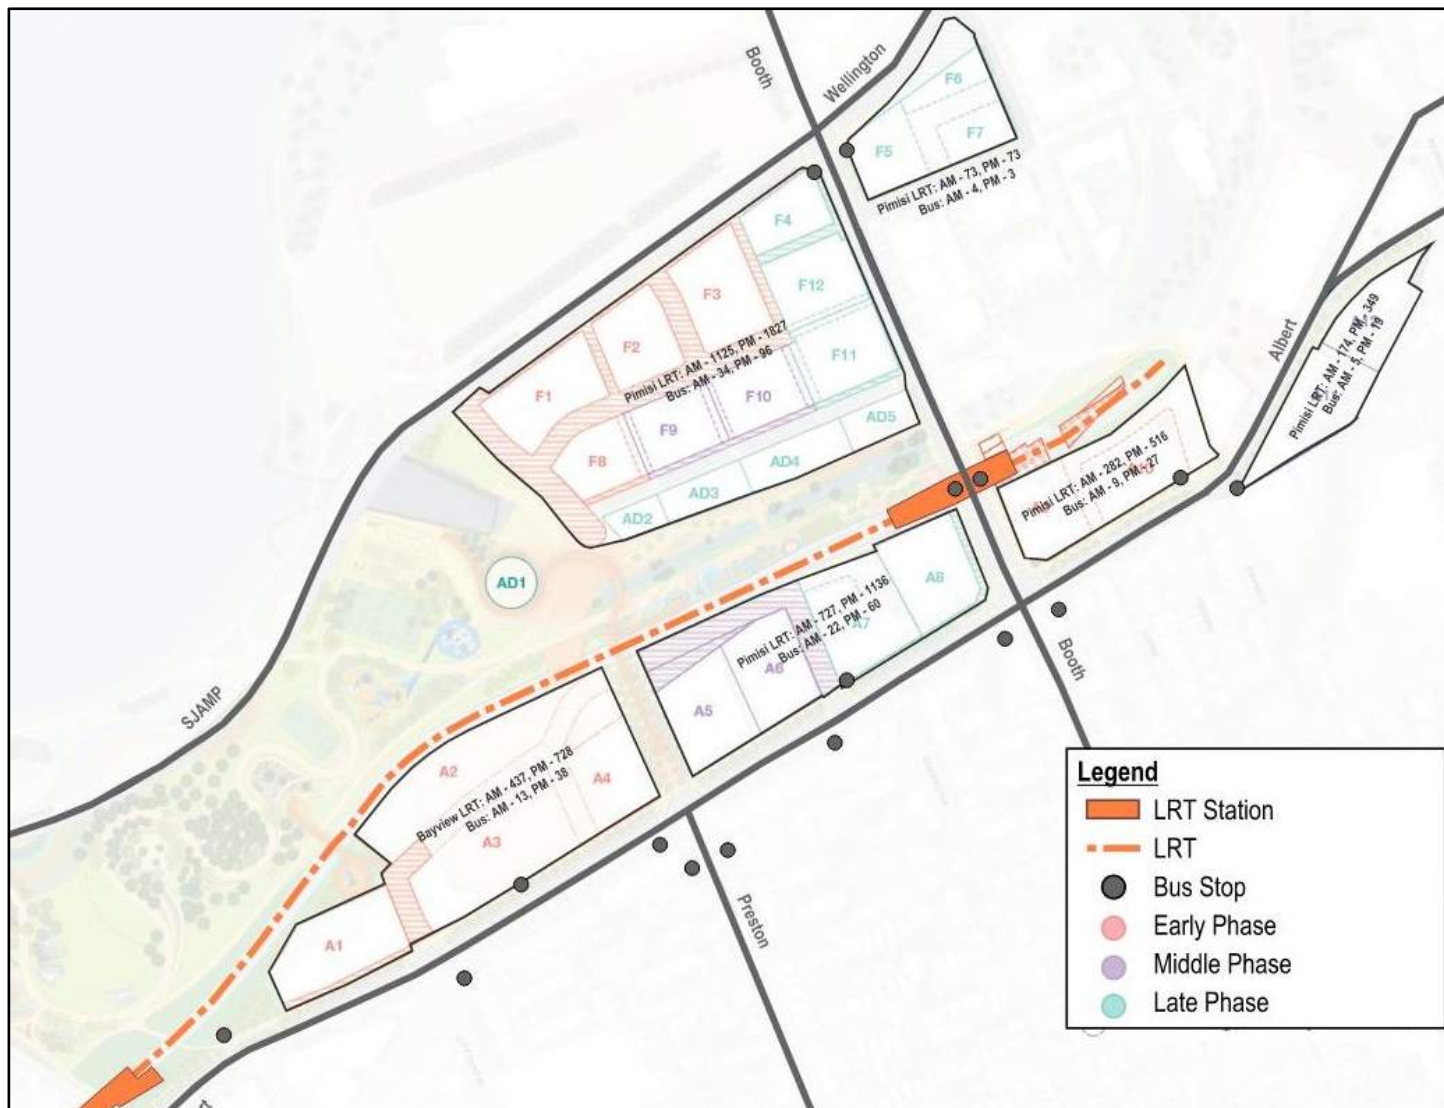 Booth
Wellington
F6
F5
F7
Pimisi LRT: AM - 73, PM - 73
Bus: AM - 4, PM - 3
F4
F3
F12
F2
F11
Pimisi LRT: AM - 1125, PM - 1827
Bus: AM - 34, PM - 96
F1
F10
F9
F8
AD5
AD4
AD3
AD2
AD1
Albert
Pimisi LRT: AM - 174, PM - 349
Bus: AM - 5, PM - 19
Pimisi LRT: AM - 282, PM - 516
Bus: AM - 9, PM - 27
A8
Pimisi LRT: AM - 727, PM - 1136
Bus: AM - 22, PM - 60
A7
A6
A5
Booth
SJAMP
A2
A4
Bayview LRT: AM - 437, PM - 728
Bus: AM - 13, PM - 38
A3
A1
Preston
Legend
LRT Station
LRT
Bus Stop
Early Phase
Middle Phase
Late Phase